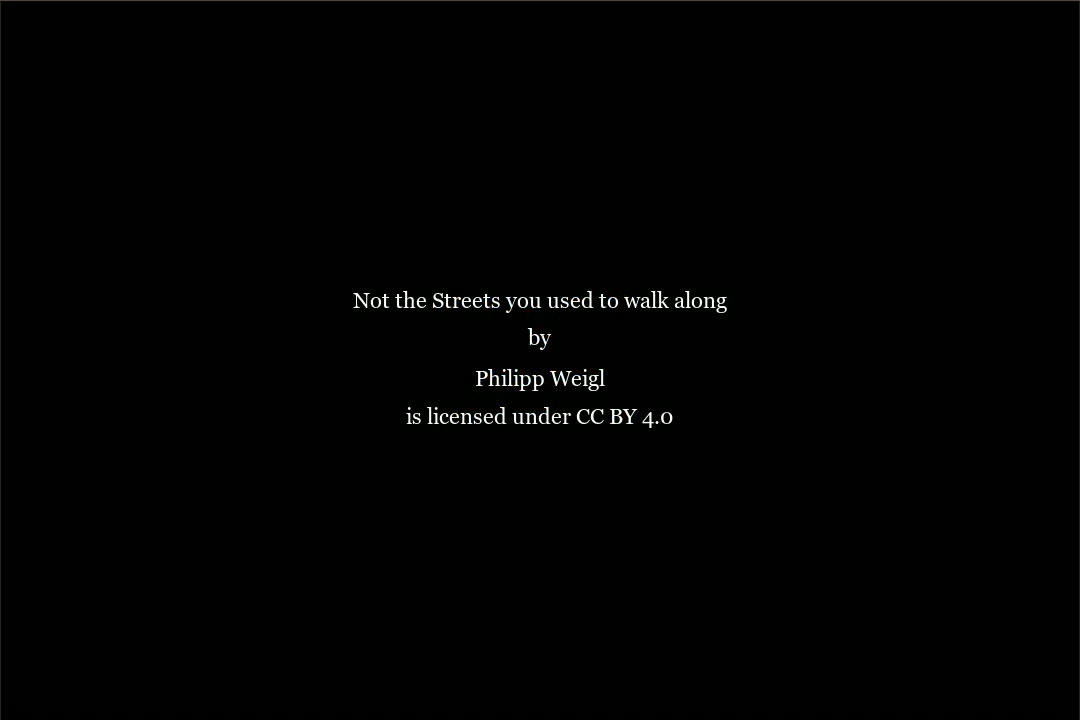 Not the Streets you used to walk along
by
Philipp Weigl
is licensed under CC BY 4.0